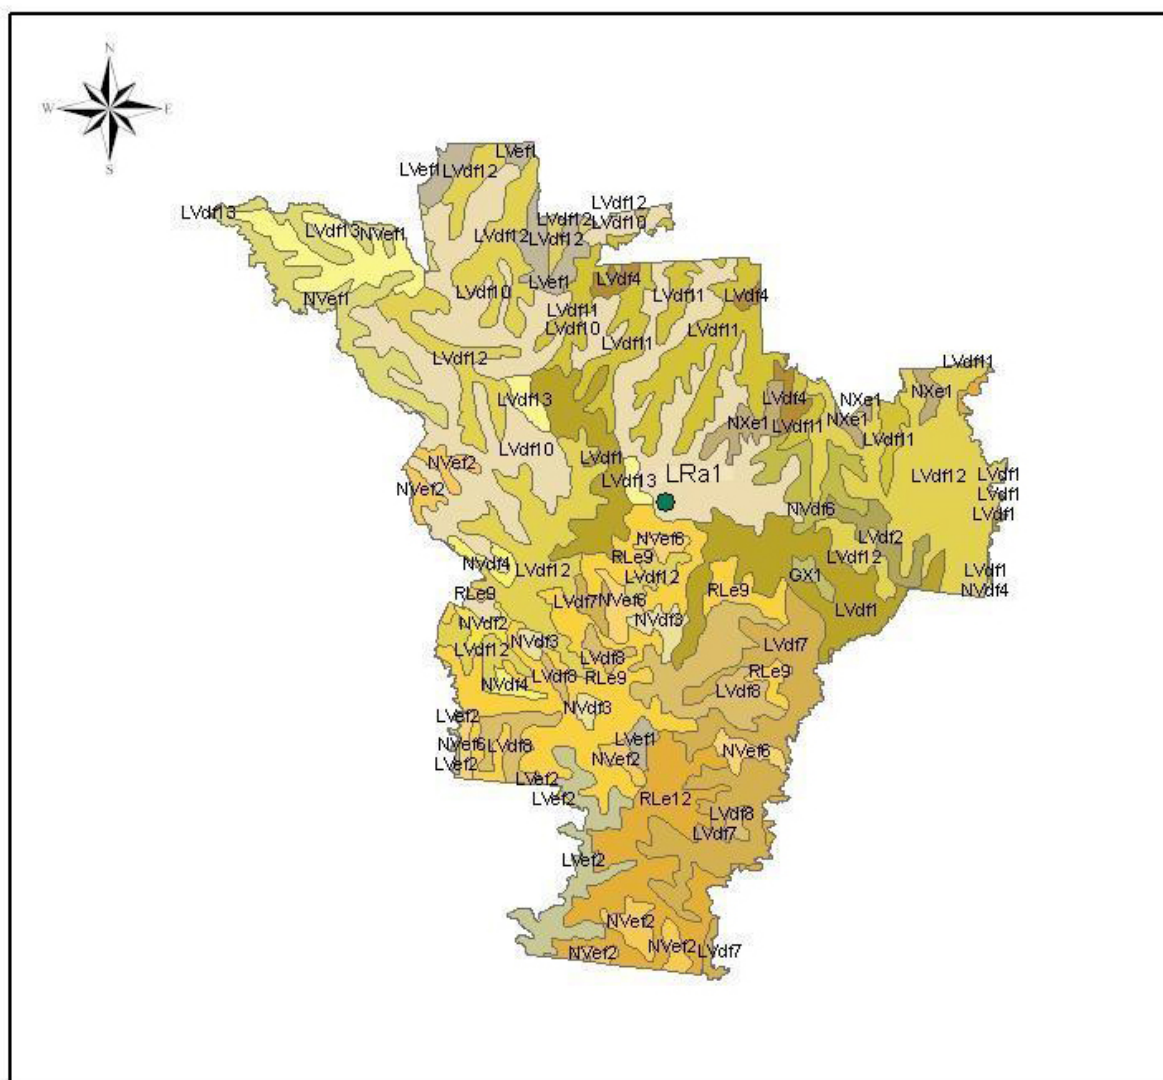 N
W E
S
LVef1
LVef1 LVdf12
LVdf13
LVdf12
LVdf12
LVdf10
LVdf13
NVef1
LVdf12
LVdf12
LVef1
LVdf4
NVef1
LVdf10
LVdf11
LVdf4
LVdf11
LVdf10
LVdf11
LVdf11
LVdf12
LVdf11
NXe1
LVdf13
LVdf4
NXe1
NXe1
NXe1
LVdf11
LVdf11
LVdf10
LVdf1
NVef2
LVdf13
LRa1
LVdf12
LVdf1
NVef2
LVdf1
NVdf6
LVdf1
NVef6
LVdf2
RLe9
LVdf12
NVdf4
LVdf12
LVdf12
GX1
LVdf1
RLe9
LVdf7
NVef6
RLe9
NVdf4
LVdf1
NVdf2
NVdf3
NVdf3
LVdf12
LVdf7
LVdf8
RLe9
LVdf8
RLe9
NVdf4
LVdf8
NVdf3
LVef2
LVef1
NVef6
LVdf8
NVef6
LVef2
NVef2
LVef2
LVef2
RLe12
LVdf8
LVdf7
LVef2
NVef2
NVef2
NVef2
LVdf7